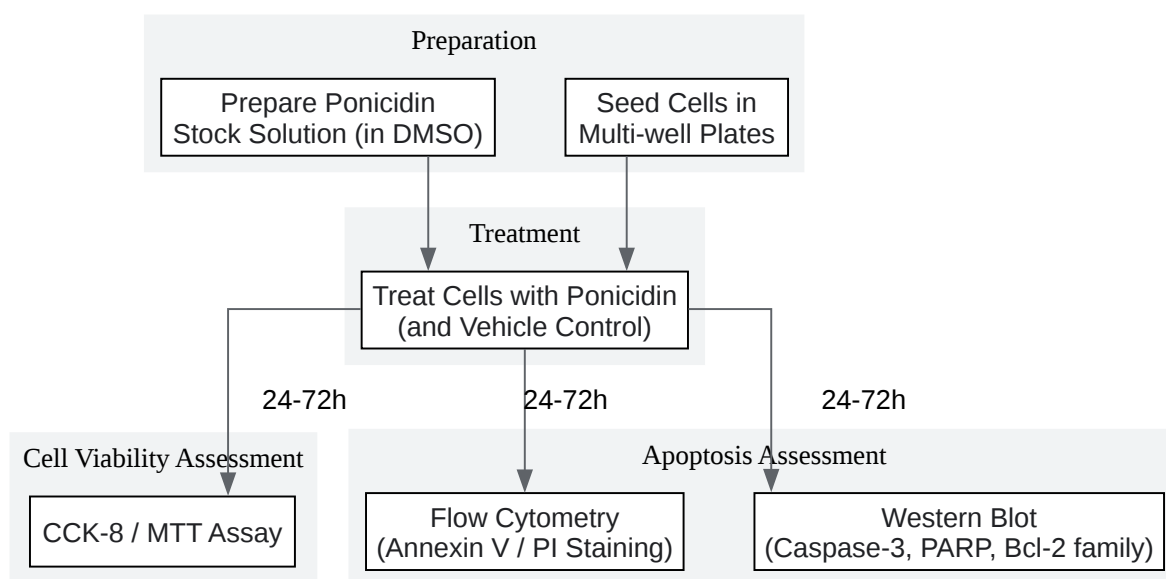 Preparation
Prepare Ponicidin
Stock Solution (in DMSO)
Seed Cells in
Multi-well Plates
Treatment
Treat Cells with Ponicidin
(and Vehicle Control)
24-72h
24-72h
24-72h
Cell Viability Assessment
CCK-8 / MTT Assay
Apoptosis Assessment
Flow Cytometry
(Annexin V / PI Staining)
Western Blot
(Caspase-3, PARP, Bcl-2 family)